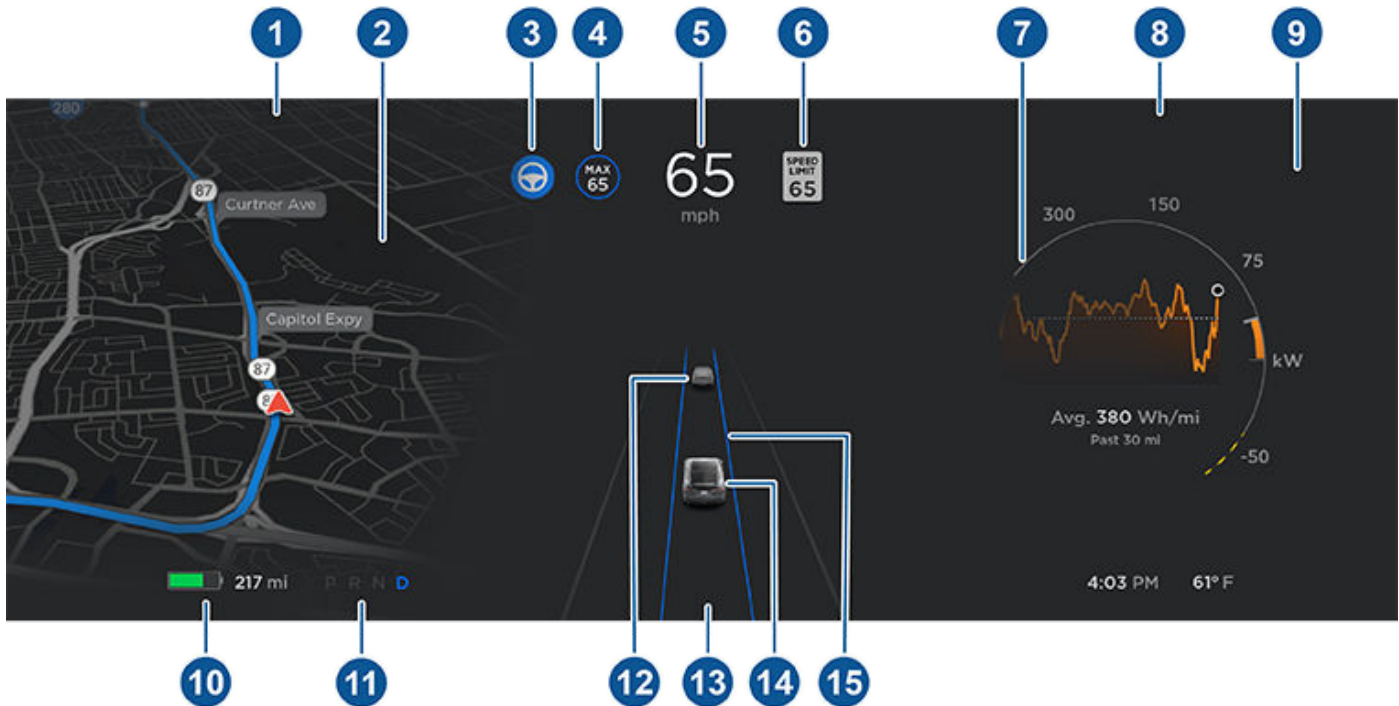 1 2 3 4 5 6 7 8 9
280
87
Curtner Ave
Capitol Expy
87
8
MAX
65
65
mph
SPEED
LIMIT
65
300 150
75
kW
-50
Avg. 380 Wh/mi
Past 30 mi
217 mi P R N D
4:03 PM 61° F
10 11 12 13 14 15